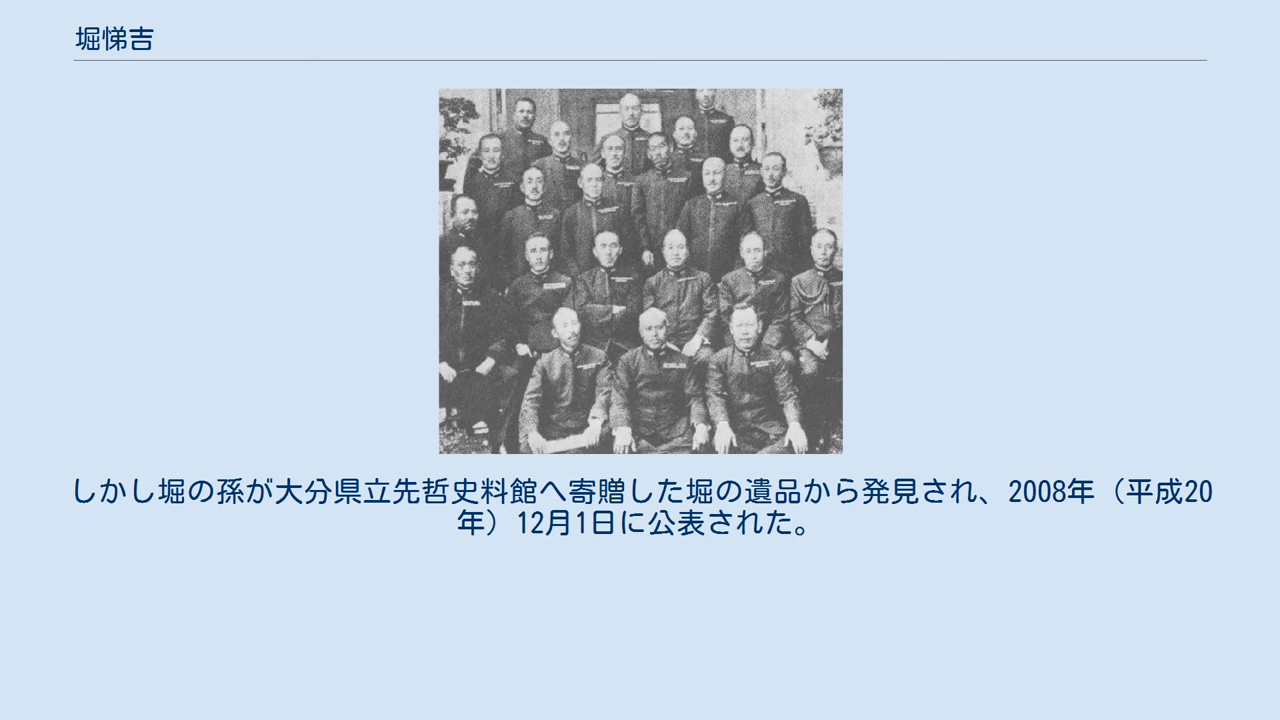 堀悌吉
しかし堀の孫が大分県立先哲史料館へ寄贈した堀の遺品から発見され、2008年（平成20
年）12月1日に公表された。